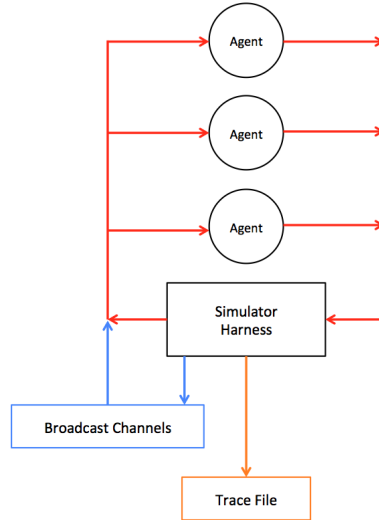 Agent
Agent
Agent
Simulator
Harness
Broadcast Channels
Trace File